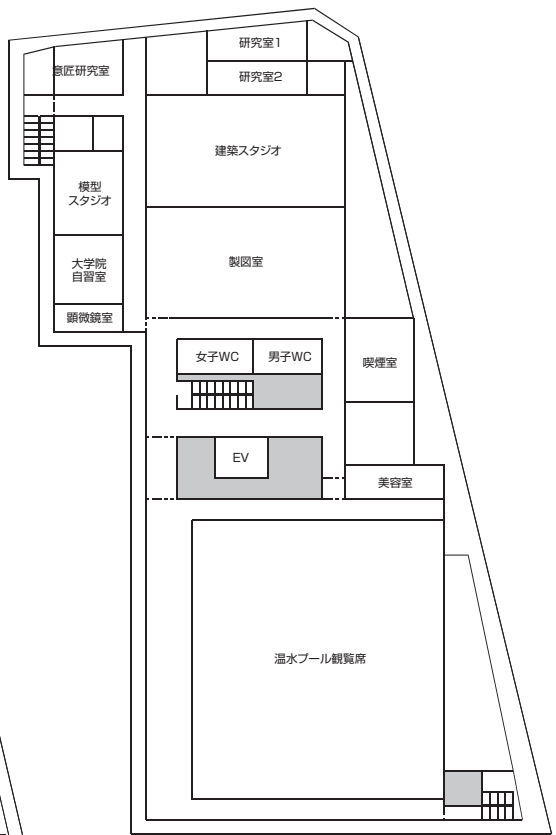 研究室1
意匠研究室
研究室2
建築スタジオ
模型
スタジオ
大学院
自習室
製図室
顕微鏡室
女子WC
男子WC
喫煙室
EV
美容室
温水プール観覧席